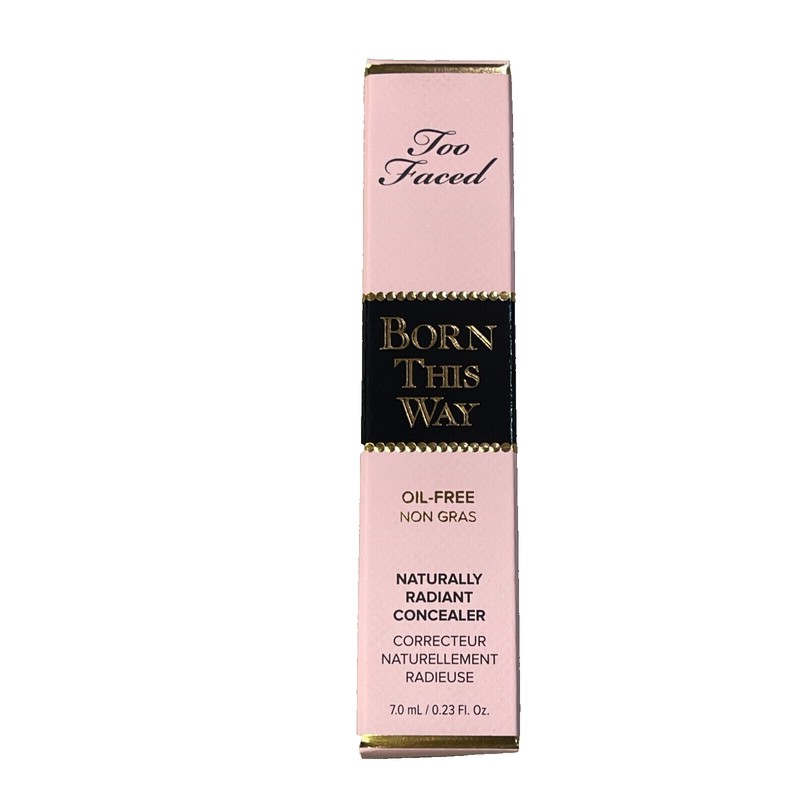 Too
Faced
BORN
THIS
WAY
OIL-FREE
NON GRAS
NATURALLY
RADIANT
CONCEALER
CORRECTEUR
NATURELLEMENT
RADIEUSE
7.0 mL / 0.23 Fl. Oz.